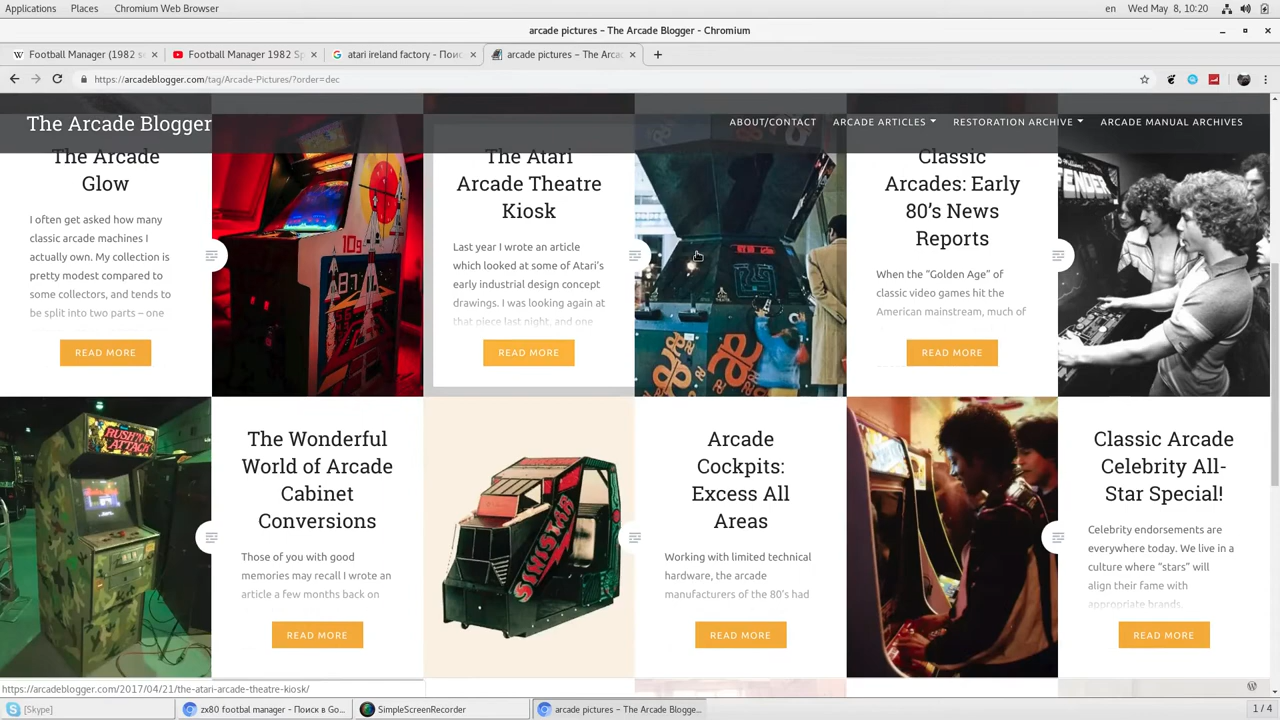 Applications Places Chromium Web Browser en Wed May 8, 10:20
arcade pictures – The Arcade Blogger - Chromium
Football Manager (1982 s Football Manager 1982 Sp atari ireland factory - Пои arcade pictures – The Arca
https://arcadeblogger.com/tag/Arcade-Pictures/?order=dec
The Arcade Blogger
ABOUT/CONTACT ARCADE ARTICLES RESTORATION ARCHIVE ARCADE MANUAL ARCHIVES
The Arcade
Glow
I often get asked how many
classic arcade machines I
actually own. My collection is
pretty modest compared to
some collectors, and tends to
be split into two parts – one
READ MORE
The Atari
Arcade Theatre
Kiosk
Last year I wrote an article
which looked at some of Atari's
early industrial design concept
drawings. I was looking again at
that piece last night, and one
READ MORE
Classic
Arcades: Early
80's News
Reports
When the "Golden Age" of
classic video games hit the
American mainstream, much of
READ MORE
DEFENDER
RUSH'N
ATTACK
The Wonderful
World of Arcade
Cabinet
Conversions
Those of you with good
memories may recall I wrote an
article a few months back on
READ MORE
SINISTAR
Arcade
Cockpits:
Excess All
Areas
Working with limited technical
hardware, the arcade
manufacturers of the 80's had
READ MORE
Classic Arcade
Celebrity All-
Star Special!
Celebrity endorsements are
everywhere today. We live in a
culture where "stars" will
align their fame with
appropriate brands.
READ MORE
https://arcadeblogger.com/2017/04/21/the-atari-arcade-theatre-kiosk/
[Skype] zx80 footbal manager - Поиск в Go... SimpleScreenRecorder arcade pictures – The Arcade Blogge... 1 / 4